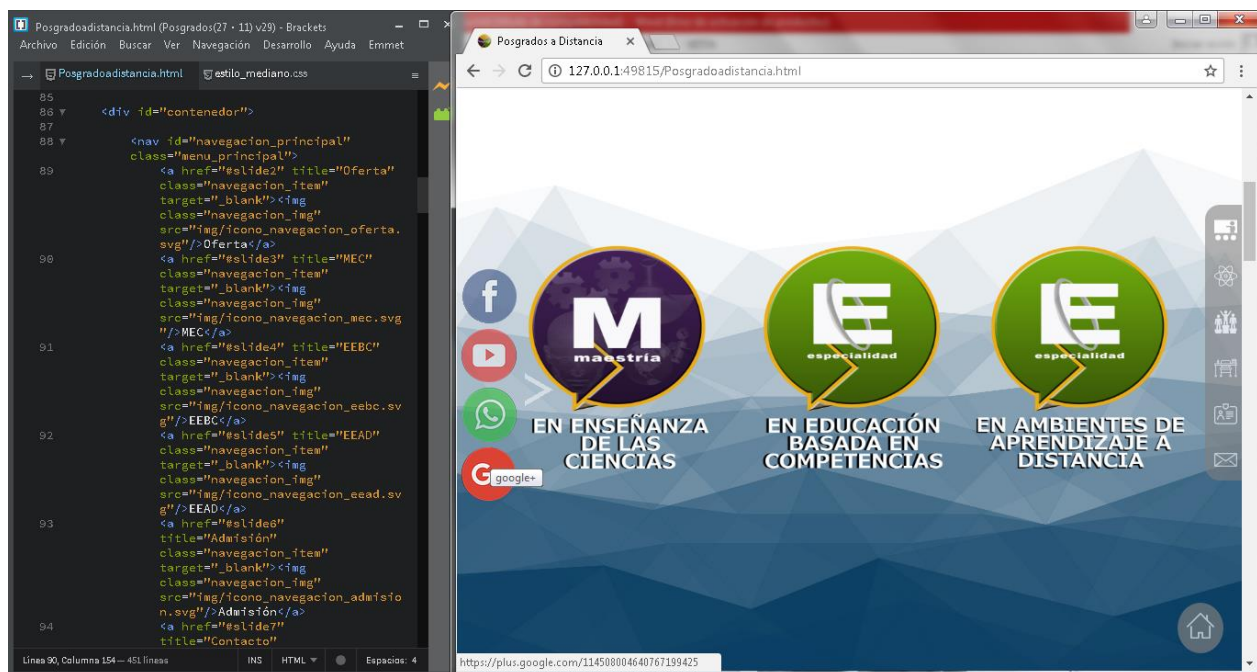 Posgradoadistancia.html (Posgrados(27 • 11) v29) - Brackets
Archivo Edición Buscar Ver Navegación Desarrollo Ayuda Emmet
Posgradoadistancia.html estilo_mediano.css
85
86 <div id="contenedor">
87
88 <nav id="navegacion_principal"
class="menu_principal">
89 <a href="#slide2" title="Oferta"
class="navegacion_item"
target="_blank"><img
class="navegacion_img"
src="img/icono_navegacion_oferta.
svg"/>Oferta</a>
90 <a href="#slide3" title="MEC"
class="navegacion_item"
target="_blank"><img
class="navegacion_img"
src="img/icono_navegacion_mec.svg
"/>MEC</a>
91 <a href="#slide4" title="EEBC"
class="navegacion_item"
target="_blank"><img
class="navegacion_img"
src="img/icono_navegacion_eebc.sv
g"/>EEBC</a>
92 <a href="#slide5" title="EEAD"
class="navegacion_item"
target="_blank"><img
class="navegacion_img"
src="img/icono_navegacion_eead.sv
g"/>EEAD</a>
93 <a href="#slide6"
title="Admisión"
class="navegacion_item"
target="_blank"><img
class="navegacion_img"
src="img/icono_navegacion_admisio
n.svg"/>Admisión</a>
94 <a href="#slide7"
title="Contacto"
Línea 90, Columna 154 — 451 líneas INS HTML Espacios: 4
Posgrados a Distancia
127.0.0.1:49815/Posgradoadistancia.html
M
maestría
EN ENSEÑANZA
DE LAS
CIENCIAS
E
especialidad
EN EDUCACIÓN
BASADA EN
COMPETENCIAS
E
especialidad
EN AMBIENTES DE
APRENDIZAJE A
DISTANCIA
f
>
G
google+
https://plus.google.com/114508004640767199425